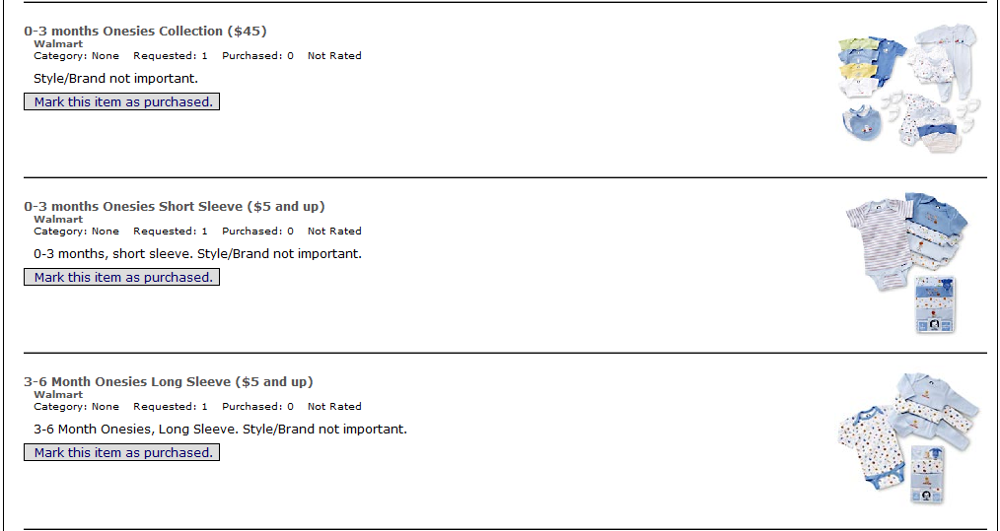 0-3 months Onesies Collection ($45)
Walmart
Category: None Requested: 1 Purchased: 0 Not Rated
Style/Brand not important.
Mark this item as purchased.
0-3 months Onesies Short Sleeve ($5 and up)
Walmart
Category: None Requested: 1 Purchased: 0 Not Rated
0-3 months, short sleeve. Style/Brand not important.
Mark this item as purchased.
3-6 Month Onesies Long Sleeve ($5 and up)
Walmart
Category: None Requested: 1 Purchased: 0 Not Rated
3-6 Month Onesies, Long Sleeve. Style/Brand not important.
Mark this item as purchased.